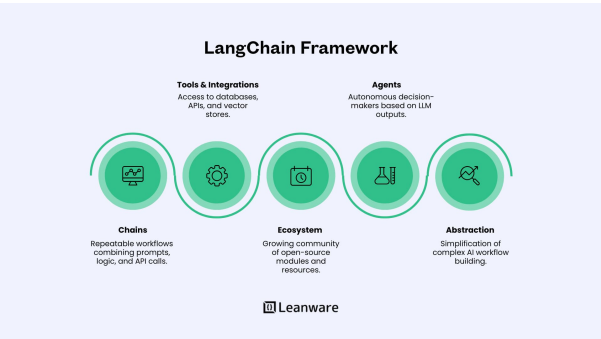 LangChain Framework
Tools & Integrations
Access to databases,
APIs, and vector
stores.
Agents
Autonomous decision-
makers based on LLM
outputs.
Chains
Repeatable workflows
combining prompts,
logic, and API calls.
Ecosystem
Growing community
of open-source
modules and
resources.
Abstraction
Simplification of
complex AI workflow
building.
Leanware